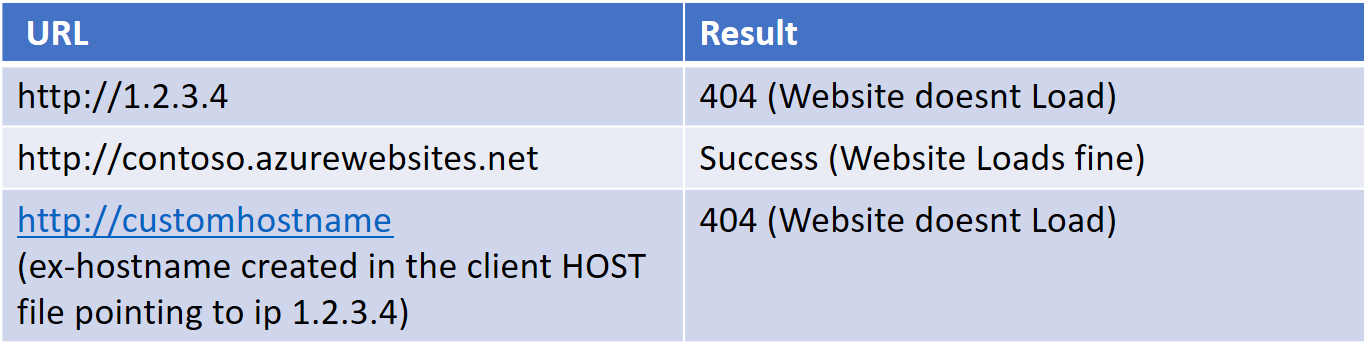 URL Result
http://1.2.3.4 404 (Website doesnt Load)
http://contoso.azurewebsites.net Success (Website Loads fine)
http://customhostname 404 (Website doesnt Load)
(ex-hostname created in the client HOST
file pointing to ip 1.2.3.4)